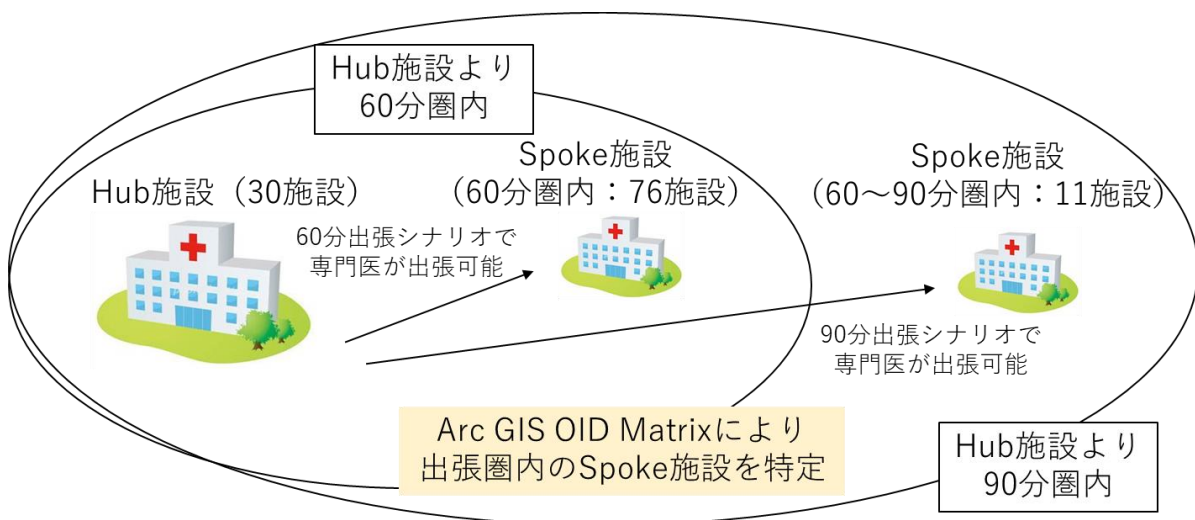 Hub施設より
60分圏内
Hub施設（30施設）
Spoke施設
（60分圏内：76施設）
Spoke施設
（60～90分圏内：11施設）
60分出張シナリオで
専門医が出張可能
90分出張シナリオで
専門医が出張可能
Arc GIS OID Matrixにより
出張圏内のSpoke施設を特定
Hub施設より
90分圏内